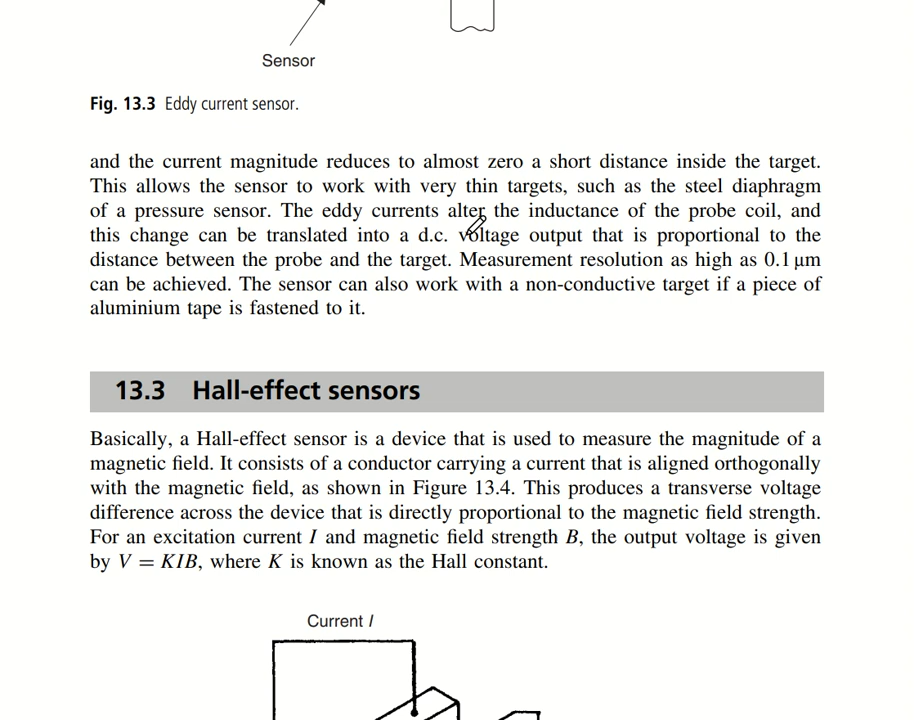 Sensor
Fig. 13.3 Eddy current sensor.
and the current magnitude reduces to almost zero a short distance inside the target.
This allows the sensor to work with very thin targets, such as the steel diaphragm
of a pressure sensor. The eddy currents alter the inductance of the probe coil, and
this change can be translated into a d.c. voltage output that is proportional to the
distance between the probe and the target. Measurement resolution as high as 0.1 µm
can be achieved. The sensor can also work with a non-conductive target if a piece of
aluminium tape is fastened to it.
13.3 Hall-effect sensors
Basically, a Hall-effect sensor is a device that is used to measure the magnitude of a
magnetic field. It consists of a conductor carrying a current that is aligned orthogonally
with the magnetic field, as shown in Figure 13.4. This produces a transverse voltage
difference across the device that is directly proportional to the magnetic field strength.
For an excitation current I and magnetic field strength B, the output voltage is given
by V = KIB, where K is known as the Hall constant.
Current I